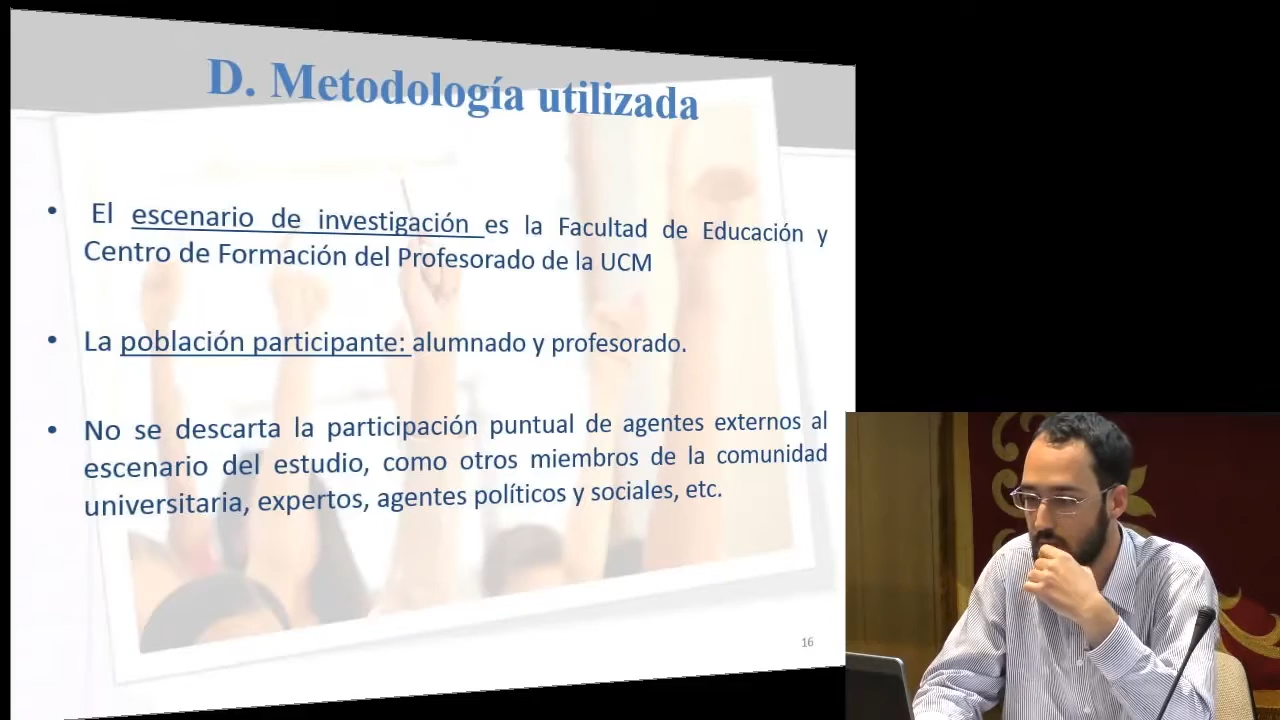 D. Metodología utilizada
• El escenario de investigación es la Facultad de Educación y
Centro de Formación del Profesorado de la UCM
• La población participante: alumnado y profesorado.
• No se descarta la participación puntual de agentes externos al
escenario del estudio, como otros miembros de la comunidad
universitaria, expertos, agentes políticos y sociales, etc.
16